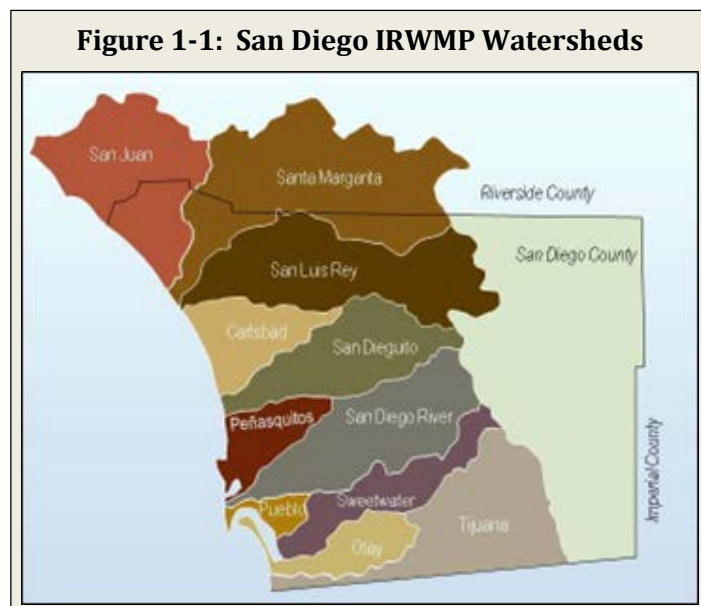 Figure 1-1: San Diego IRWMP Watersheds
San Juan
Santa Margarita
Riverside County
San Diego County
San Luis Rey
Carlsbad
San Dieguito
Peñasquitos
San Diego River
Imperial County
Pueblo
Sweetwater
Tijuana
Otay